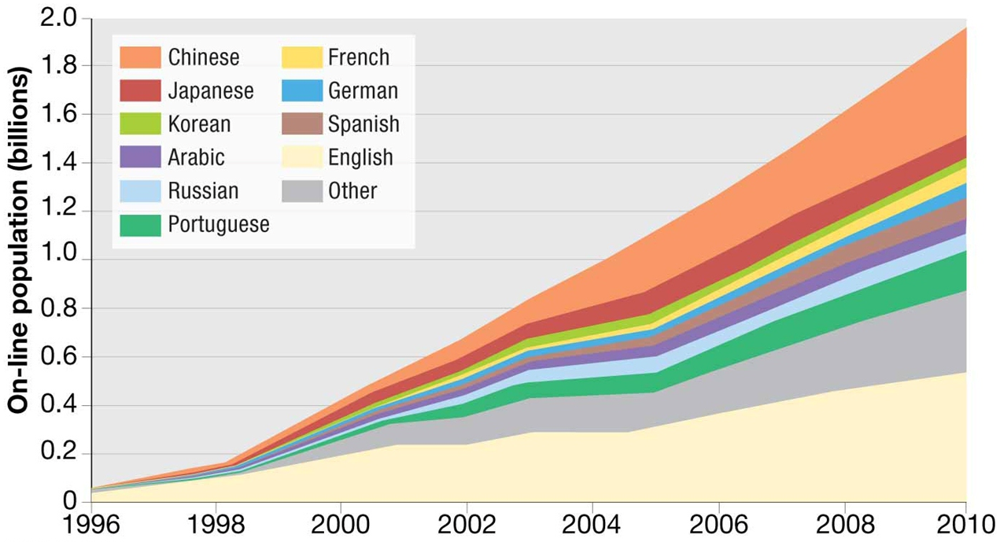 On-line population (billions)
2.0
1.8
1.6
1.4
1.2
1.0
0.8
0.6
0.4
0.2
0
Chinese
Japanese
Korean
Arabic
Russian
Portuguese
French
German
Spanish
English
Other
1996 1998 2000 2002 2004 2006 2008 2010